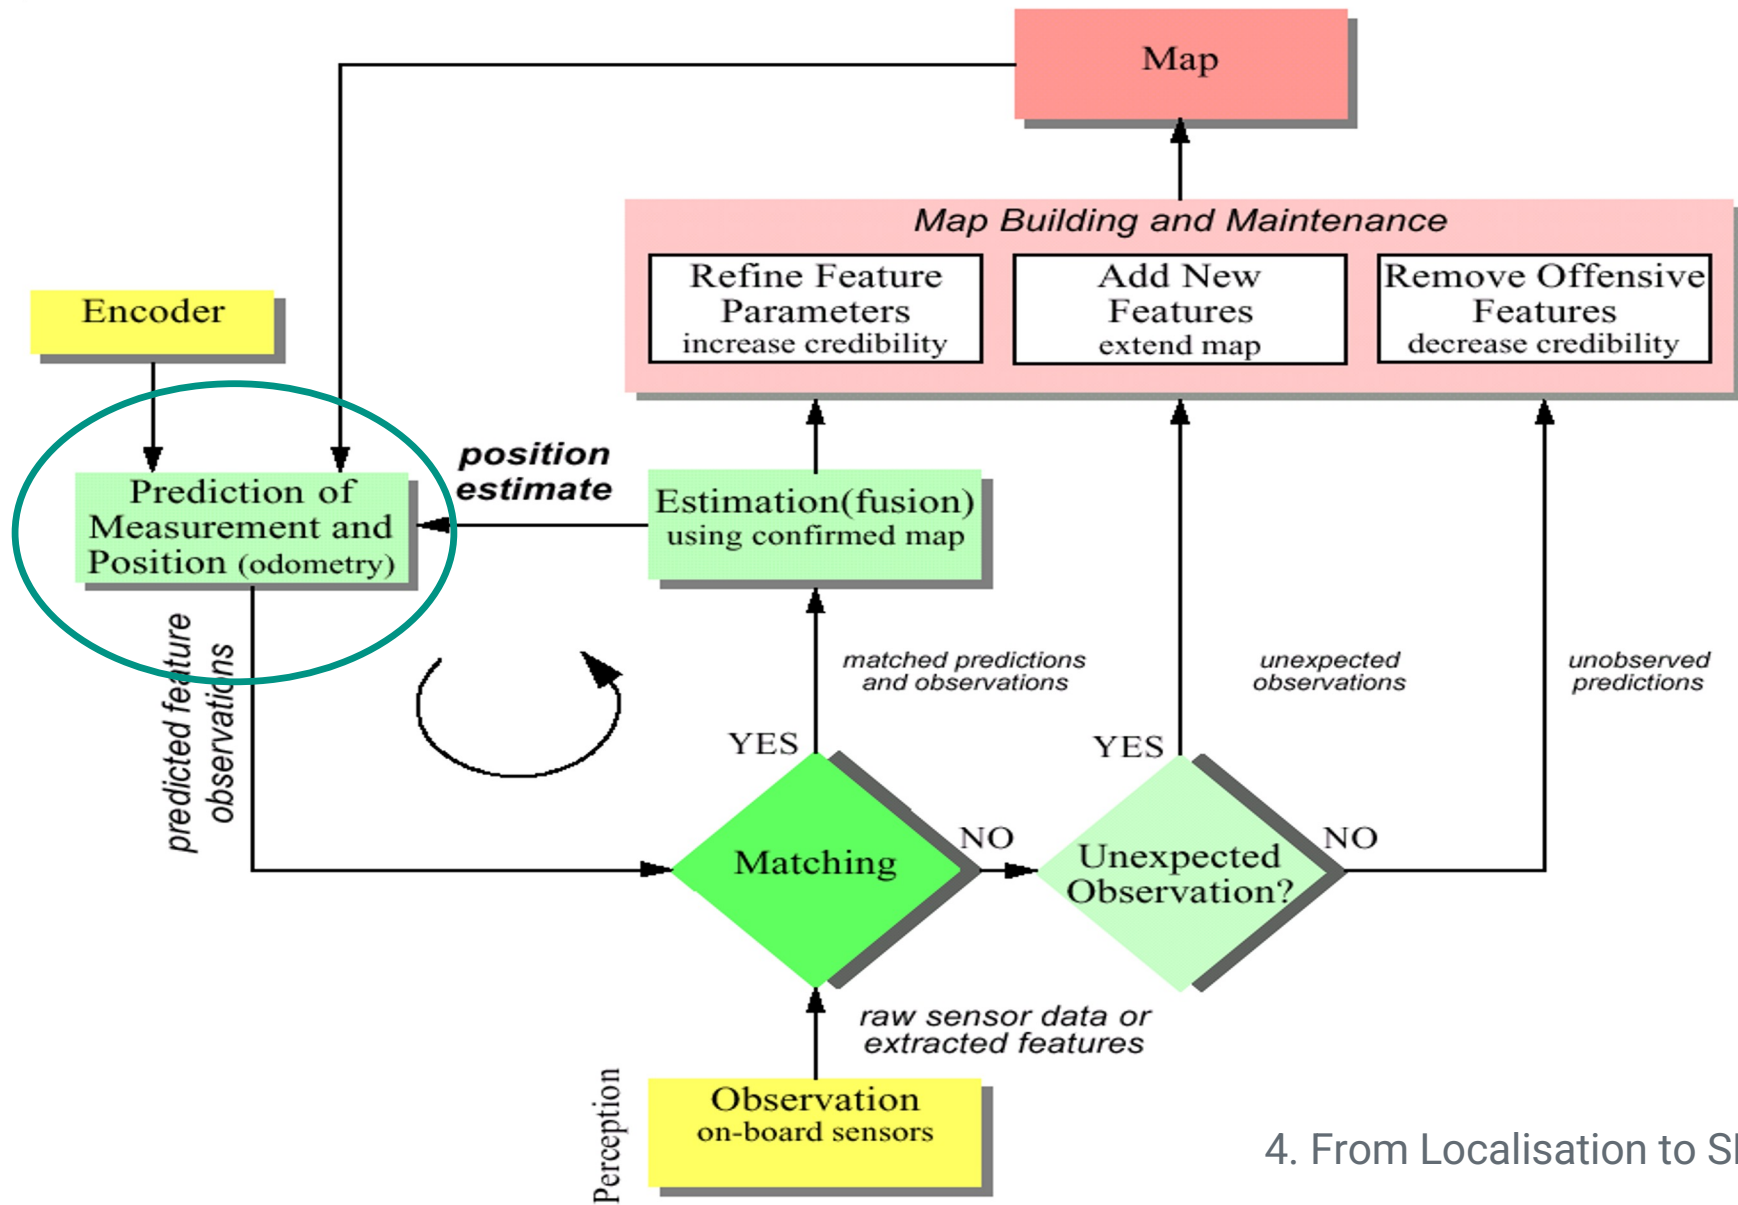 Map
Map Building and Maintenance
Refine Feature
Parameters
increase credibility
Add New
Features
extend map
Remove Offensive
Features
decrease credibility
Encoder
position
estimate
Prediction of
Measurement and
Position (odometry)
Estimation(fusion)
using confirmed map
predicted feature
observations
matched predictions
and observations
unexpected
observations
unobserved
predictions
YES
YES
NO
NO
Matching
Unexpected
Observation?
raw sensor data or
extracted features
Perception
Observation
on-board sensors
4. From Localisation to